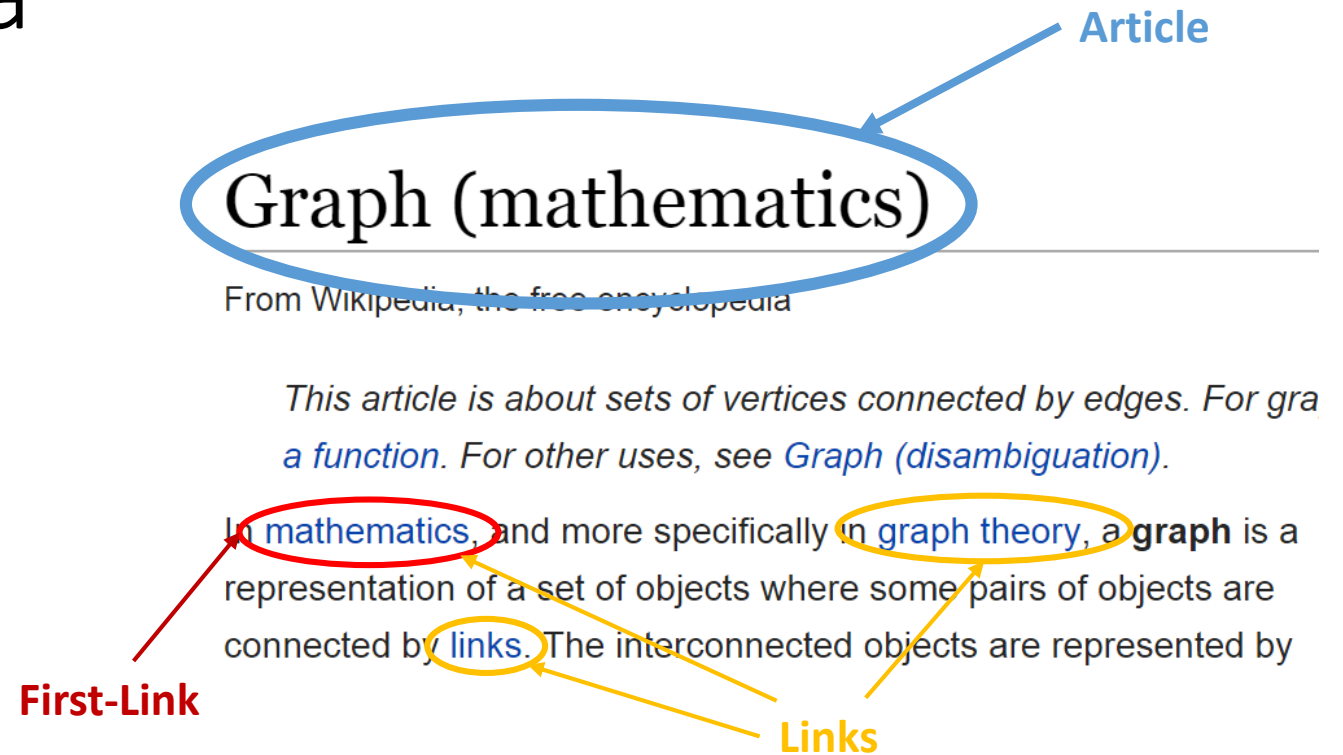 a
Article
Graph (mathematics)
From Wikipedia, the free encyclopedia
This article is about sets of vertices connected by edges. For gra
a function. For other uses, see Graph (disambiguation).
In mathematics, and more specifically in graph theory, a graph is a
representation of a set of objects where some pairs of objects are
connected by links. The interconnected objects are represented by
First-Link
Links